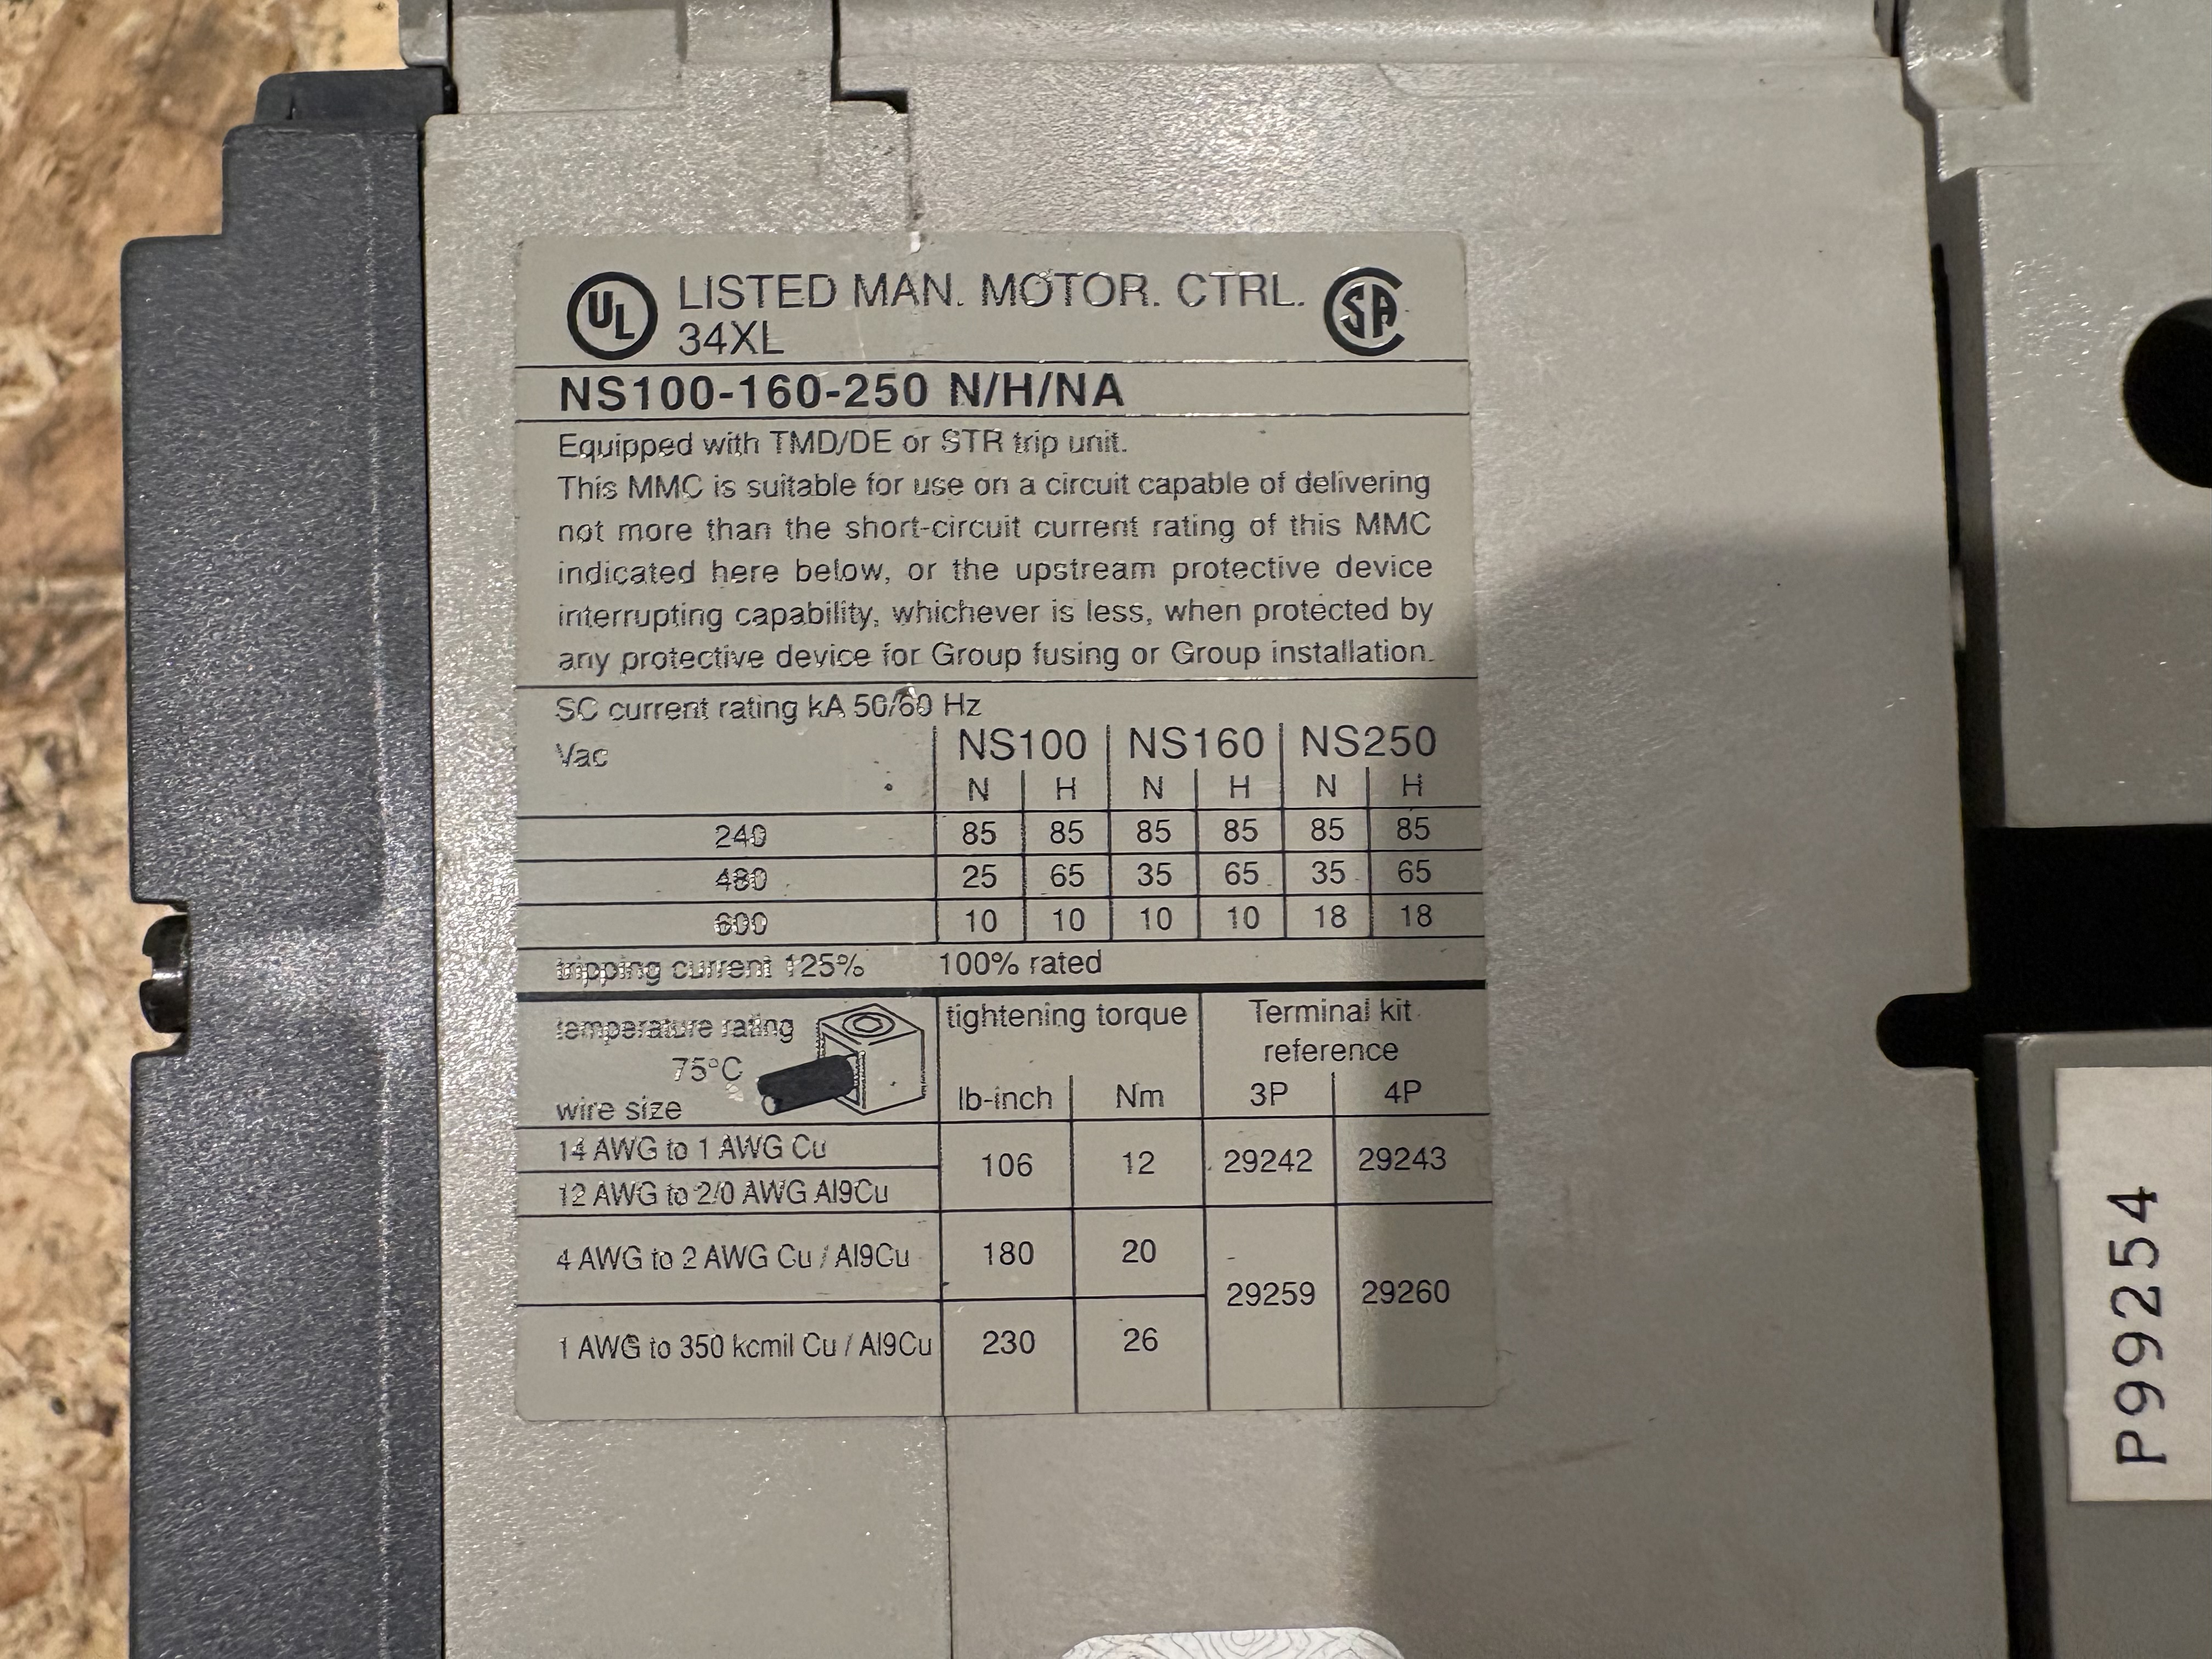 UL LISTED MAN. MOTOR. CTRL. SA
34XL
NS100-160-250 N/H/NA
Equipped with TMD/DE or STR trip unit.
This MMC is suitable for use on a circuit capable of delivering
not more than the short-circuit current rating of this MMC
indicated here below, or the upstream protective device
interrupting capability, whichever is less, when protected by
any protective device for Group fusing or Group installation.
SC current rating kA 50/60 Hz
Vac NS100 NS160 NS250
N H N H N H
240 85 85 85 85 85 85
480 25 65 35 65 35 65
600 10 10 10 10 18 18
tripping current 125% 100% rated
temperature rating tightening torque Terminal kit
75°C reference
wire size lb-inch Nm 3P 4P
14 AWG to 1 AWG Cu
106 12 29242 29243
12 AWG to 2/0 AWG Al9Cu
4 AWG to 2 AWG Cu / Al9Cu 180 20
29259 29260
1 AWG to 350 kcmil Cu / Al9Cu 230 26
P99254